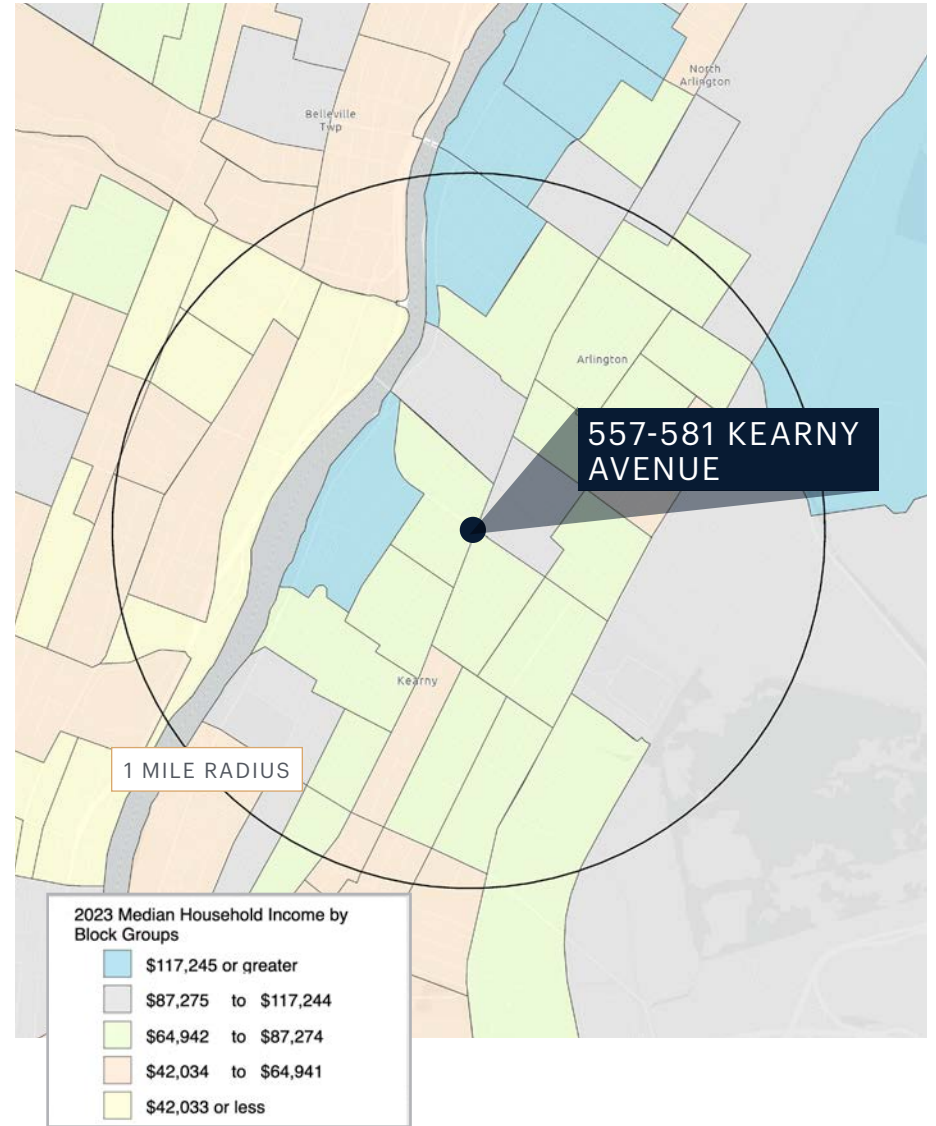 North
Arlington
Belleville
Twp
Arlington
557-581 KEARNY
AVENUE
Kearny
1 MILE RADIUS
2023 Median Household Income by
Block Groups
$117,245 or greater
$87,275 to $117,244
$64,942 to $87,274
$42,034 to $64,941
$42,033 or less